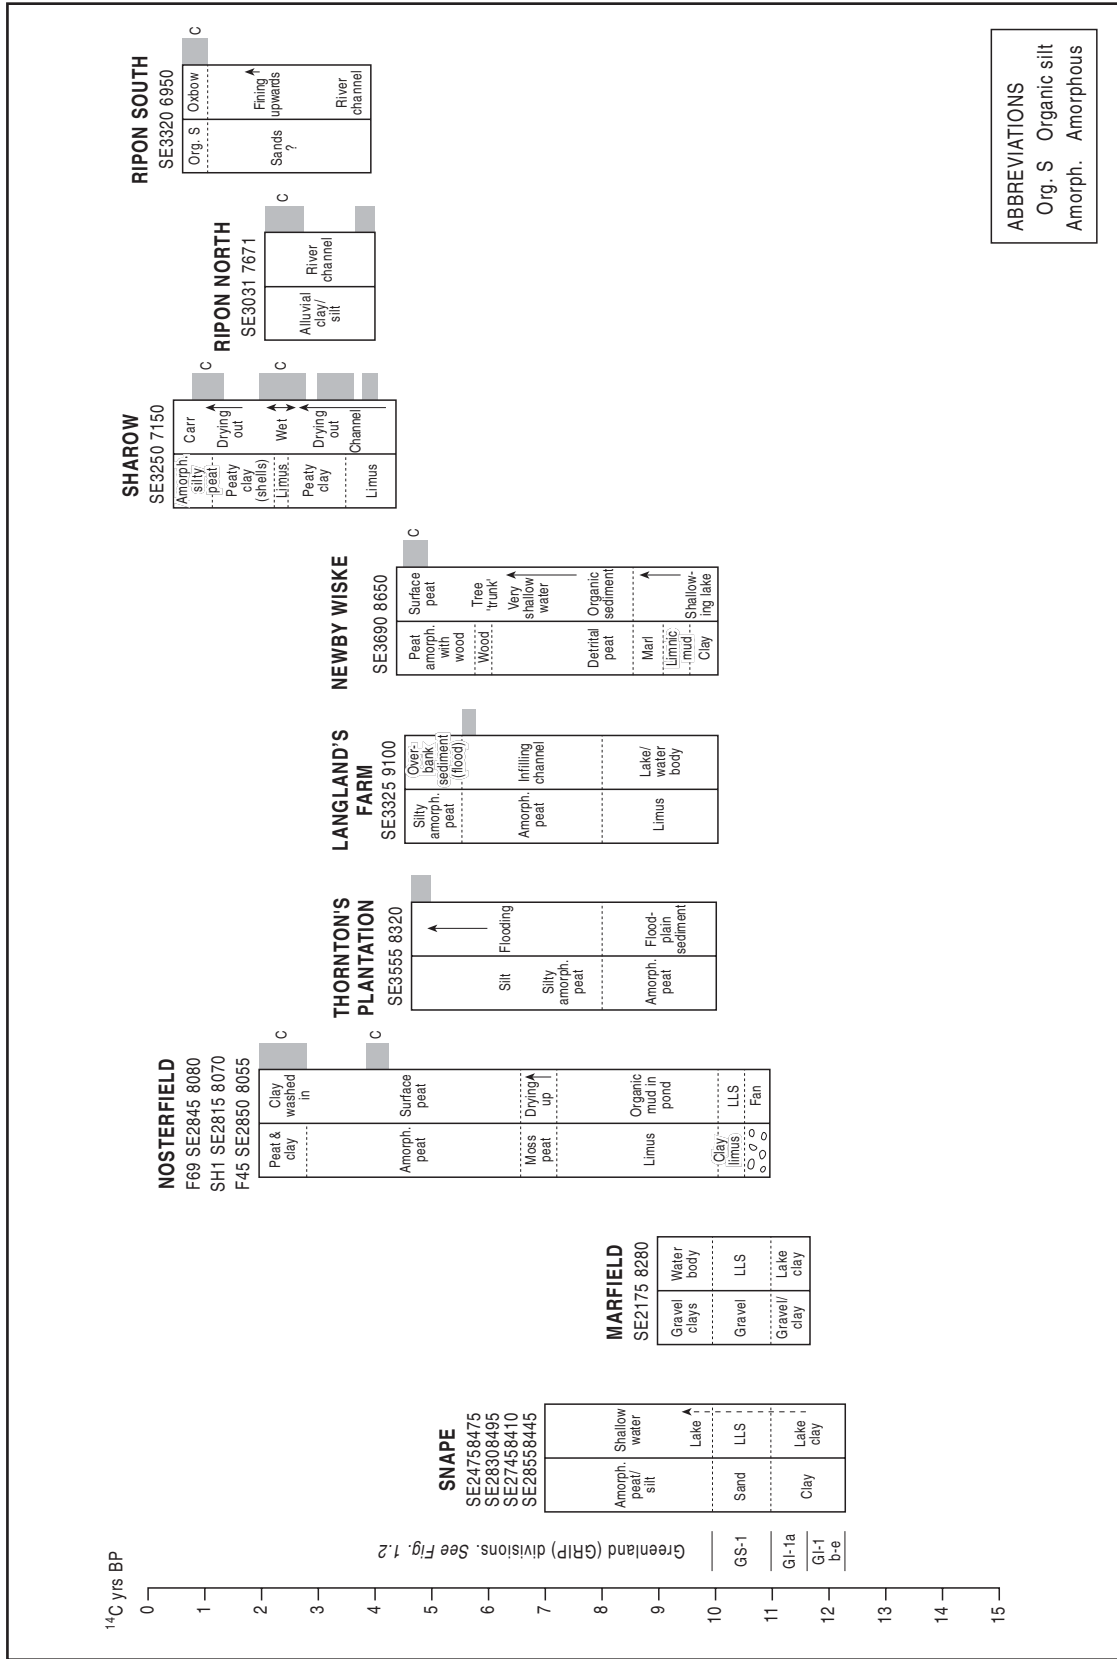 ¹⁴C yrs BP
0
1
2
3
4
5
6
7
8
9
10
11
12
13
14
15
Greenland (GRIP) divisions. See Fig. 1.2
GS-1
GI-1a
GI-1
b-e
SNAPE
SE24758475
SE28308495
SE27458410
SE28558445
Amorph.
peat/
silt
Sand
Clay
Shallow
water
Lake
LLS
Lake
clay
MARFIELD
SE2175 8280
Gravel
clays
Gravel
Gravel/
clay
Water
body
LLS
Lake
clay
NOSTERFIELD
F69 SE2845 8080
SH1 SE2815 8070
F45 SE2850 8055
Peat &
clay
Amorph.
peat
Moss
peat
Limus
Clay
limus
Clay
washed
in
Surface
peat
Drying
up
Organic
mud in
pond
LLS
Fan
C
C
THORNTON'S
PLANTATION
SE3555 8320
Silt
Silty
amorph.
peat
Amorph.
peat
Flooding
Flood-
plain
sediment
LANGLAND'S
FARM
SE3325 9100
Silty
amorph.
peat
Amorph.
peat
Limus
Over-
bank
sediment
(flood)
Infilling
channel
Lake/
water
body
NEWBY WISKE
SE3690 8650
Peat
amorph.
with
wood
Wood
Detrital
peat
Marl
Limnic
mud
Clay
Surface
peat
Tree
'trunk'
Very
shallow
water
Organic
sediment
Shallow-
ing lake
C
SHAROW
SE3250 7150
Amorph.
silty
peat
Peaty
clay
(shells)
Limus
Peaty
clay
Limus
Carr
Drying
out
Wet
Drying
out
Channel
C
C
RIPON NORTH
SE3031 7671
Alluvial
clay/
silt
River
channel
C
RIPON SOUTH
SE3320 6950
Org. S
Sands
?
Oxbow
Fining
upwards
River
channel
C
ABBREVIATIONS
Org. S Organic silt
Amorph. Amorphous